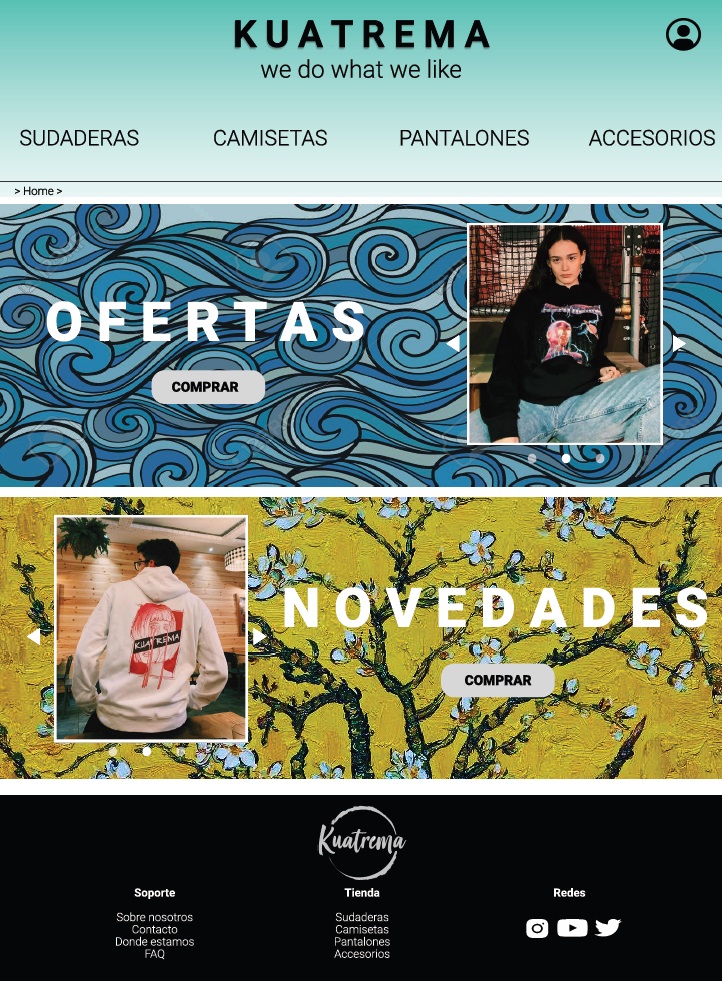 KUATREMA
we do what we like
SUDADERAS CAMISETAS PANTALONES ACCESORIOS
> Home >
OFERTAS
COMPRAR
KUATREMA
NOVEDADES
COMPRAR
Kuatrema
Soporte
Sobre nosotros
Contacto
Donde estamos
FAQ
Tienda
Sudaderas
Camisetas
Pantalones
Accesorios
Redes